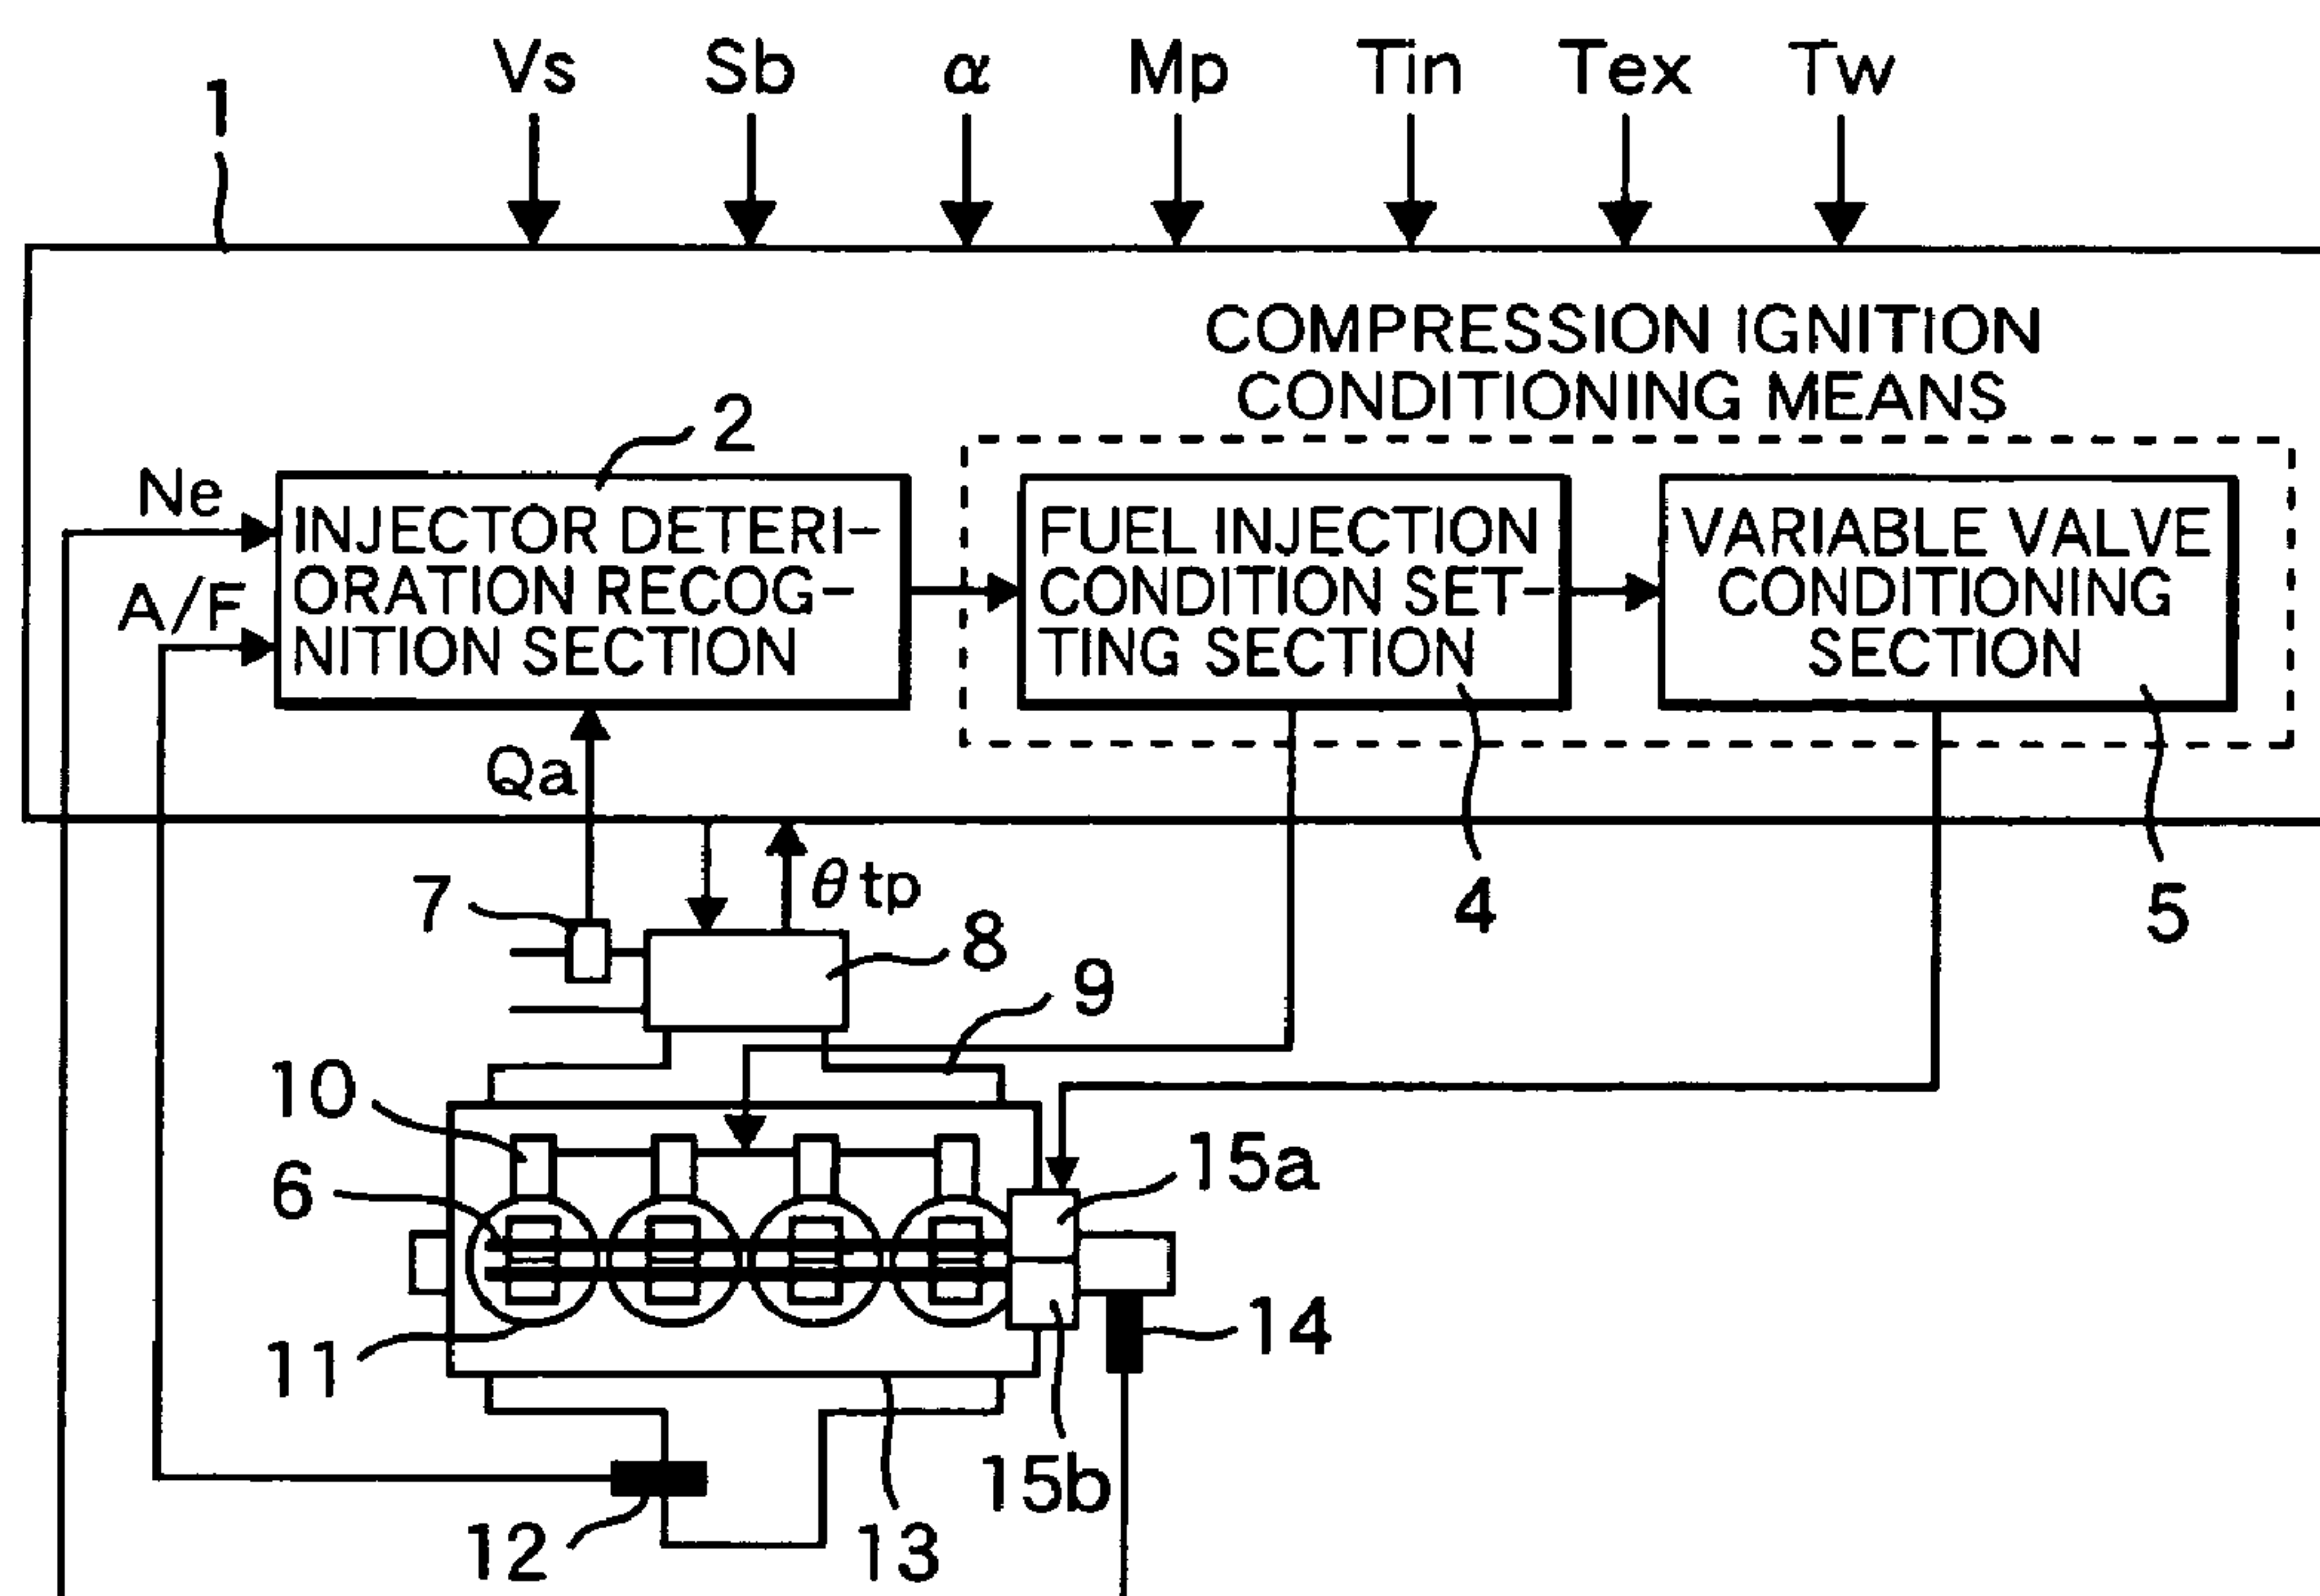 Vs Sb α Mp Tin Tex Tw
1
COMPRESSION IGNITION
CONDITIONING MEANS
2
Ne
A/F
INJECTOR DETERI-
ORATION RECOG-
NITION SECTION
FUEL INJECTION
CONDITION SET-
TING SECTION
VARIABLE VALVE
CONDITIONING
SECTION
Qa
θtp
7
8
4
5
9
10
6
15a
11
14
15b
12
13